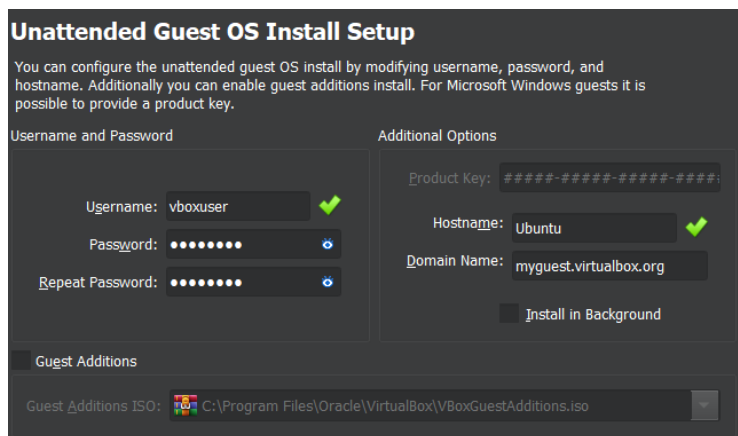 Unattended Guest OS Install Setup
You can configure the unattended guest OS install by modifying username, password, and
hostname. Additionally you can enable guest additions install. For Microsoft Windows guests it is
possible to provide a product key.
Username and Password
Username: vboxuser
Password: ●●●●●●●●
Repeat Password: ●●●●●●●●
Additional Options
Product Key: #####-#####-#####-####
Hostname: Ubuntu
Domain Name: myguest.virtualbox.org
Install in Background
Guest Additions
Guest Additions ISO: C:\Program Files\Oracle\VirtualBox\VBoxGuestAdditions.iso